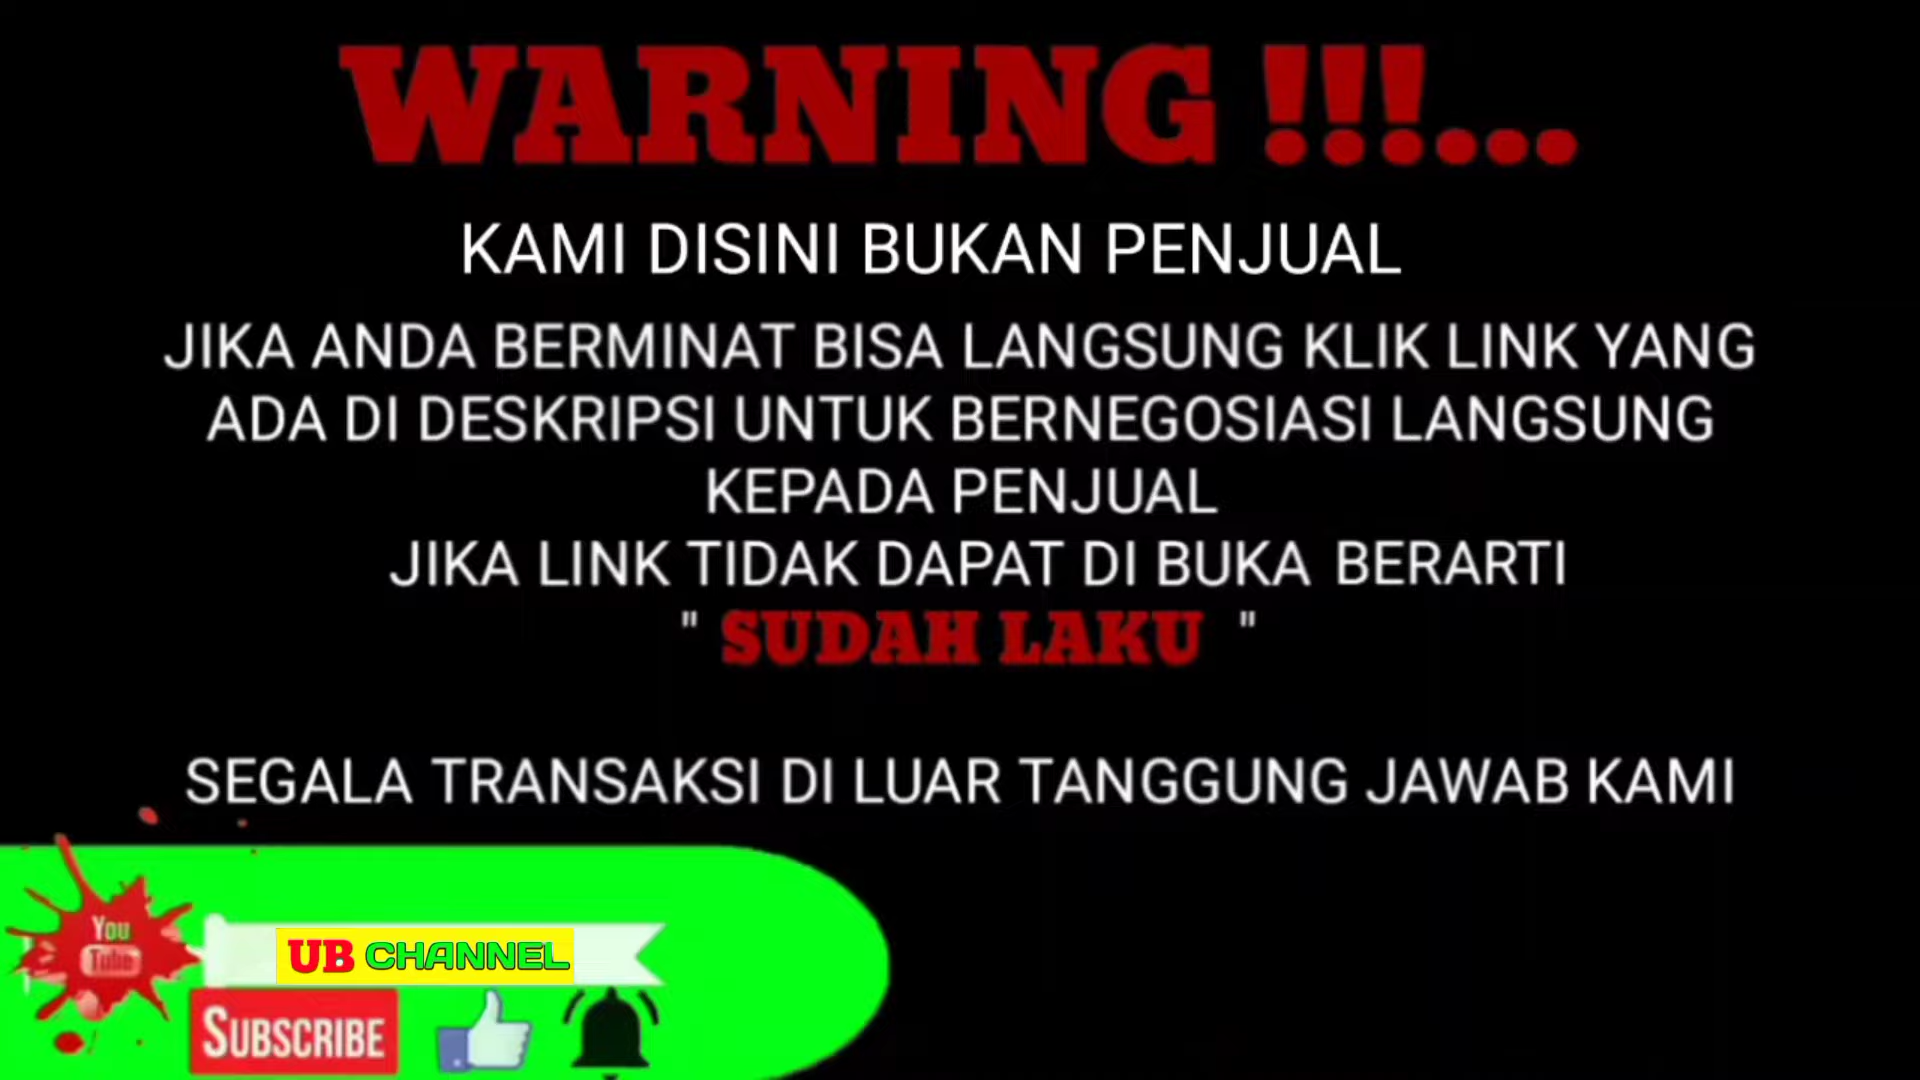 WARNING !!!...
KAMI DISINI BUKAN PENJUAL
JIKA ANDA BERMINAT BISA LANGSUNG KLIK LINK YANG
ADA DI DESKRIPSI UNTUK BERNEGOSIASI LANGSUNG
KEPADA PENJUAL
JIKA LINK TIDAK DAPAT DI BUKA BERARTI
" SUDAH LAKU "
SEGALA TRANSAKSI DI LUAR TANGGUNG JAWAB KAMI
You
Tube
UB CHANNEL
SUBSCRIBE